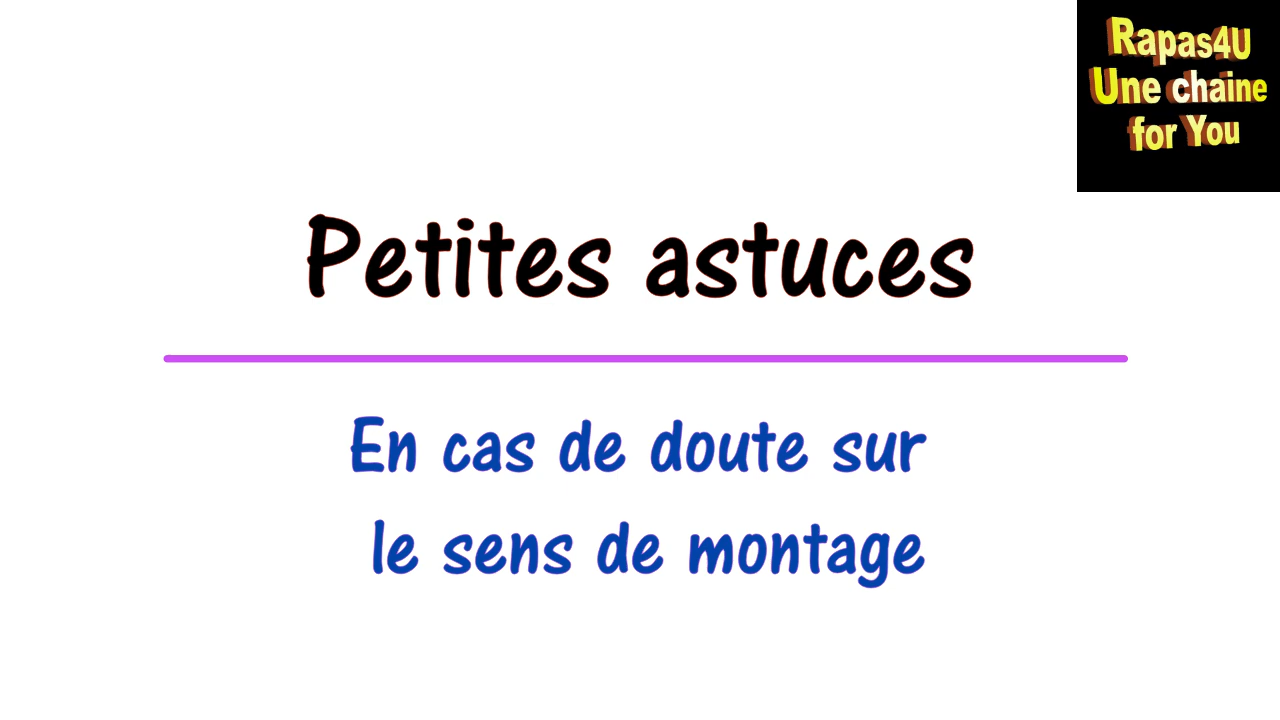 Rapas4U
Une chaine
for You
Petites astuces
En cas de doute sur
le sens de montage